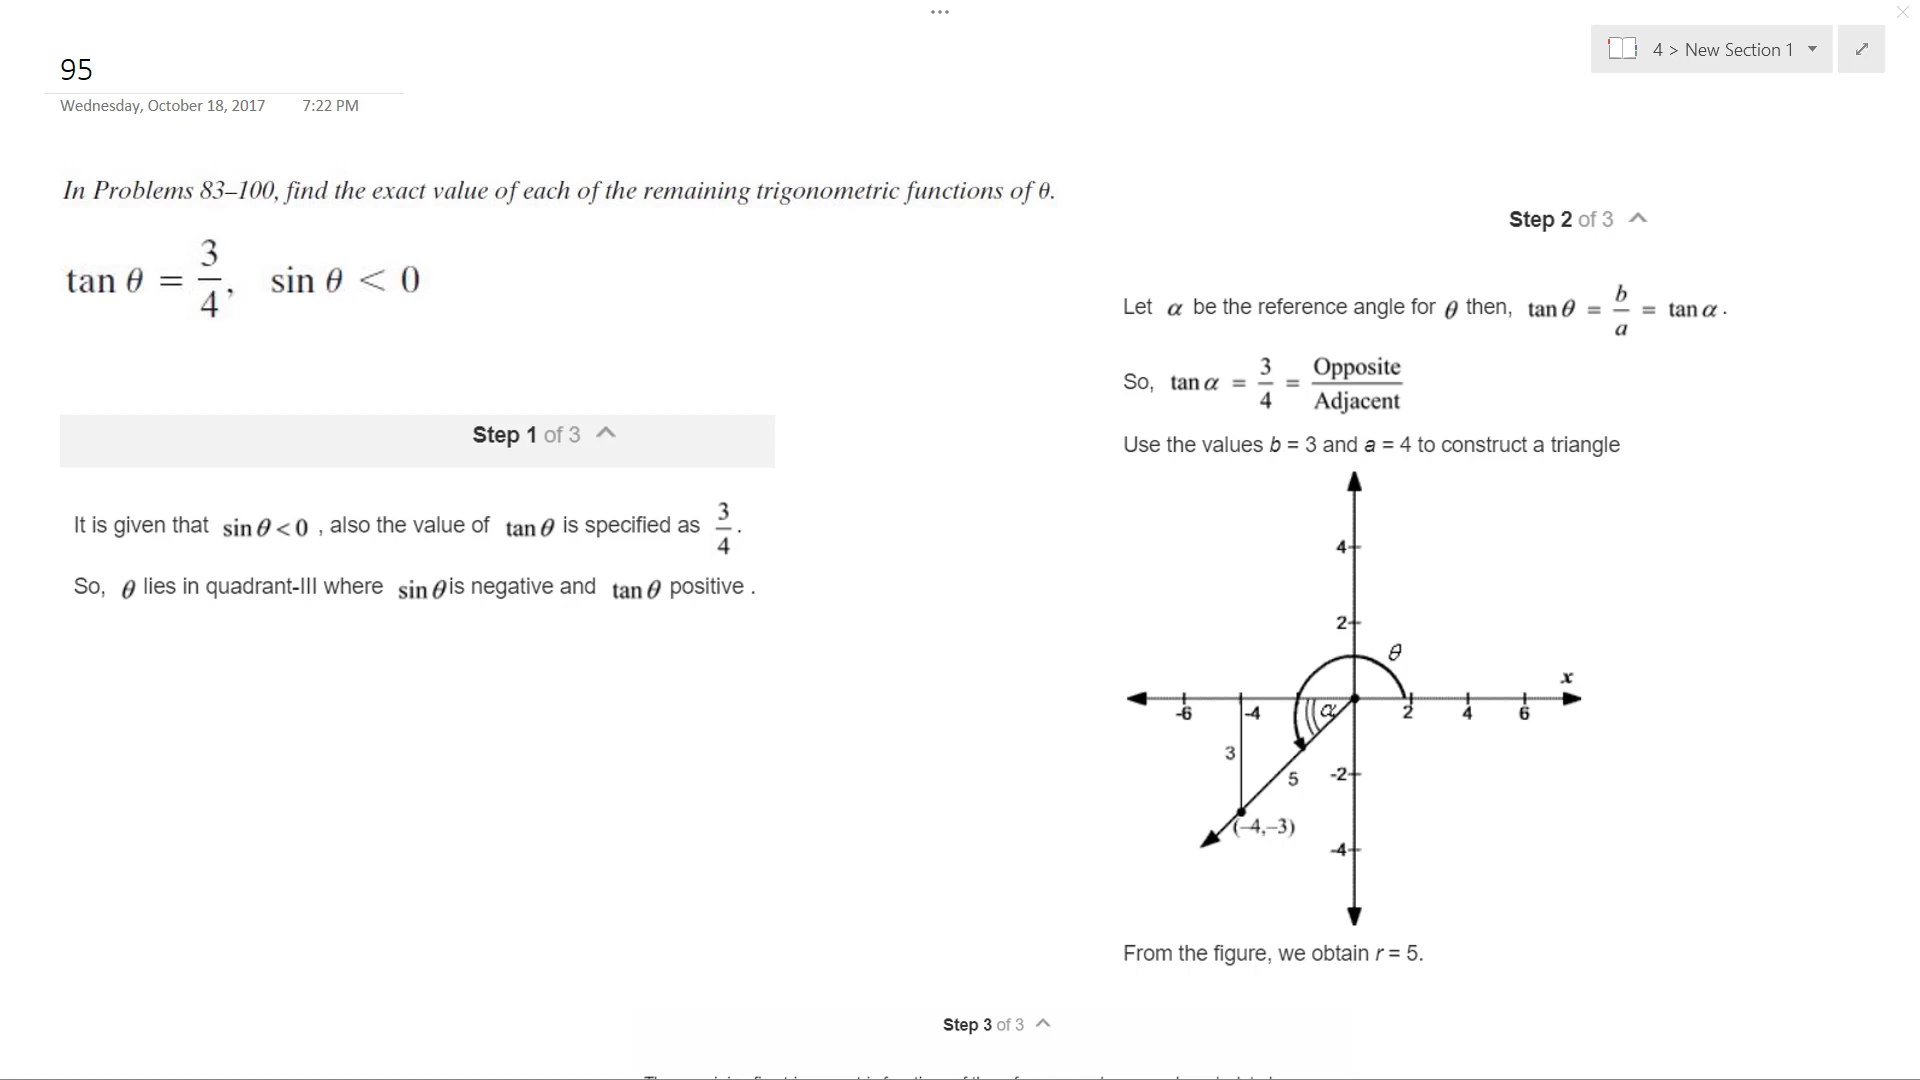 ...
4 > New Section 1
95
Wednesday, October 18, 2017 7:22 PM
In Problems 83–100, find the exact value of each of the remaining trigonometric functions of θ.
tan θ = 3/4, sin θ < 0
Step 1 of 3
It is given that sin θ < 0 , also the value of tan θ is specified as 3/4 .
So, θ lies in quadrant-III where sin θ is negative and tan θ positive .
Step 2 of 3
Let α be the reference angle for θ then, tan θ = b/a = tan α .
So, tan α = 3/4 = Opposite/Adjacent
Use the values b = 3 and a = 4 to construct a triangle
4
2
θ
x
-6 -4 α 2 4 6
3
5 -2
(–4,–3)
-4
From the figure, we obtain r = 5.
Step 3 of 3